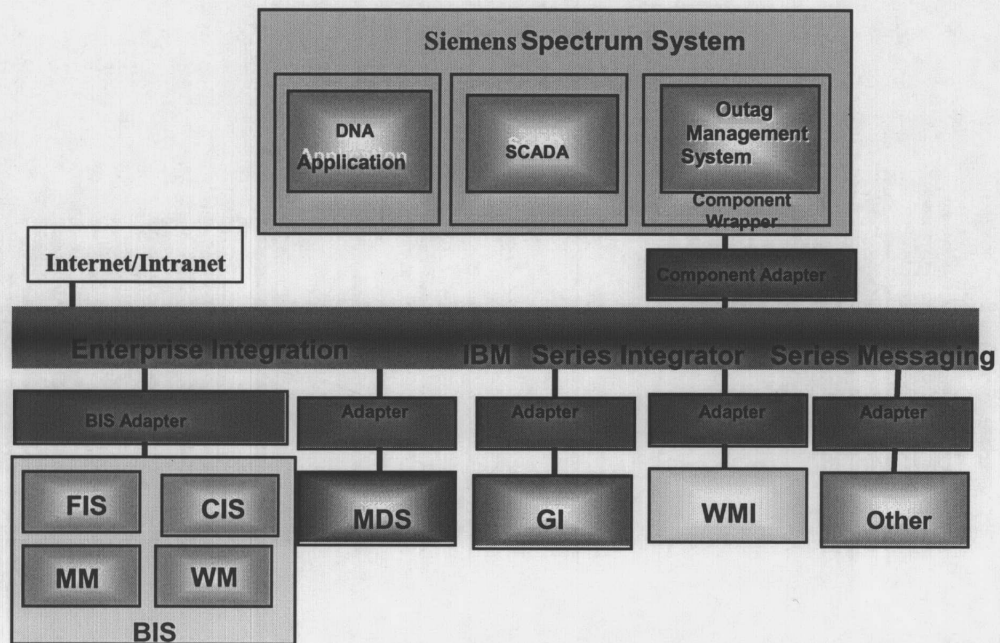 Siemens Spectrum System
DNA
Application
SCADA
Outag
Management
System
Component
Wrapper
Internet/Intranet
Component Adapter
Enterprise Integration IBM Series Integrator Series Messaging
BIS Adapter
Adapter
Adapter
Adapter
Adapter
FIS
CIS
MM
WM
BIS
MDS
GI
WMI
Other